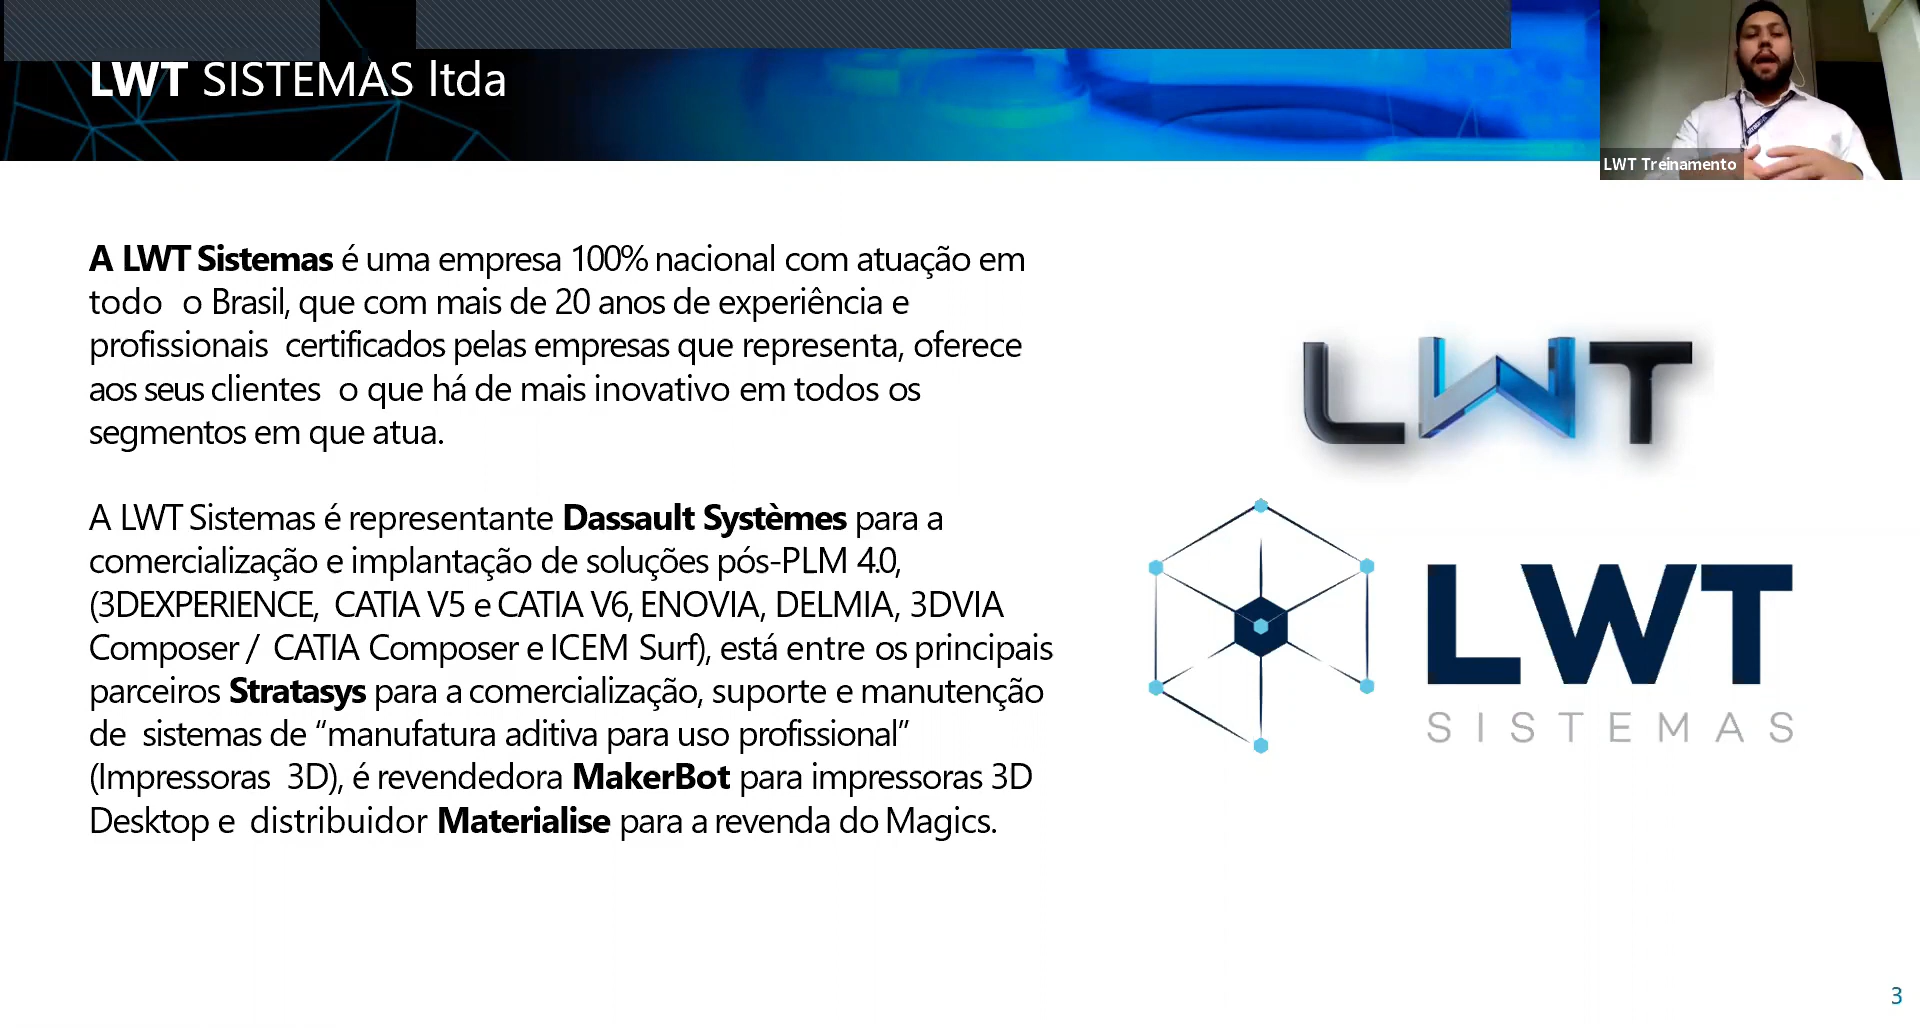 LWT SISTEMAS ltda
LWT Treinamento
A LWT Sistemas é uma empresa 100% nacional com atuação em
todo o Brasil, que com mais de 20 anos de experiência e
profissionais certificados pelas empresas que representa, oferece
aos seus clientes o que há de mais inovativo em todos os
segmentos em que atua.
A LWT Sistemas é representante Dassault Systèmes para a
comercialização e implantação de soluções pós-PLM 4.0,
(3DEXPERIENCE, CATIA V5 e CATIA V6, ENOVIA, DELMIA, 3DVIA
Composer / CATIA Composer e ICEM Surf), está entre os principais
parceiros Stratasys para a comercialização, suporte e manutenção
de sistemas de “manufatura aditiva para uso profissional”
(Impressoras 3D), é revendedora MakerBot para impressoras 3D
Desktop e distribuidor Materialise para a revenda do Magics.
LWT
LWT
SISTEMAS
3